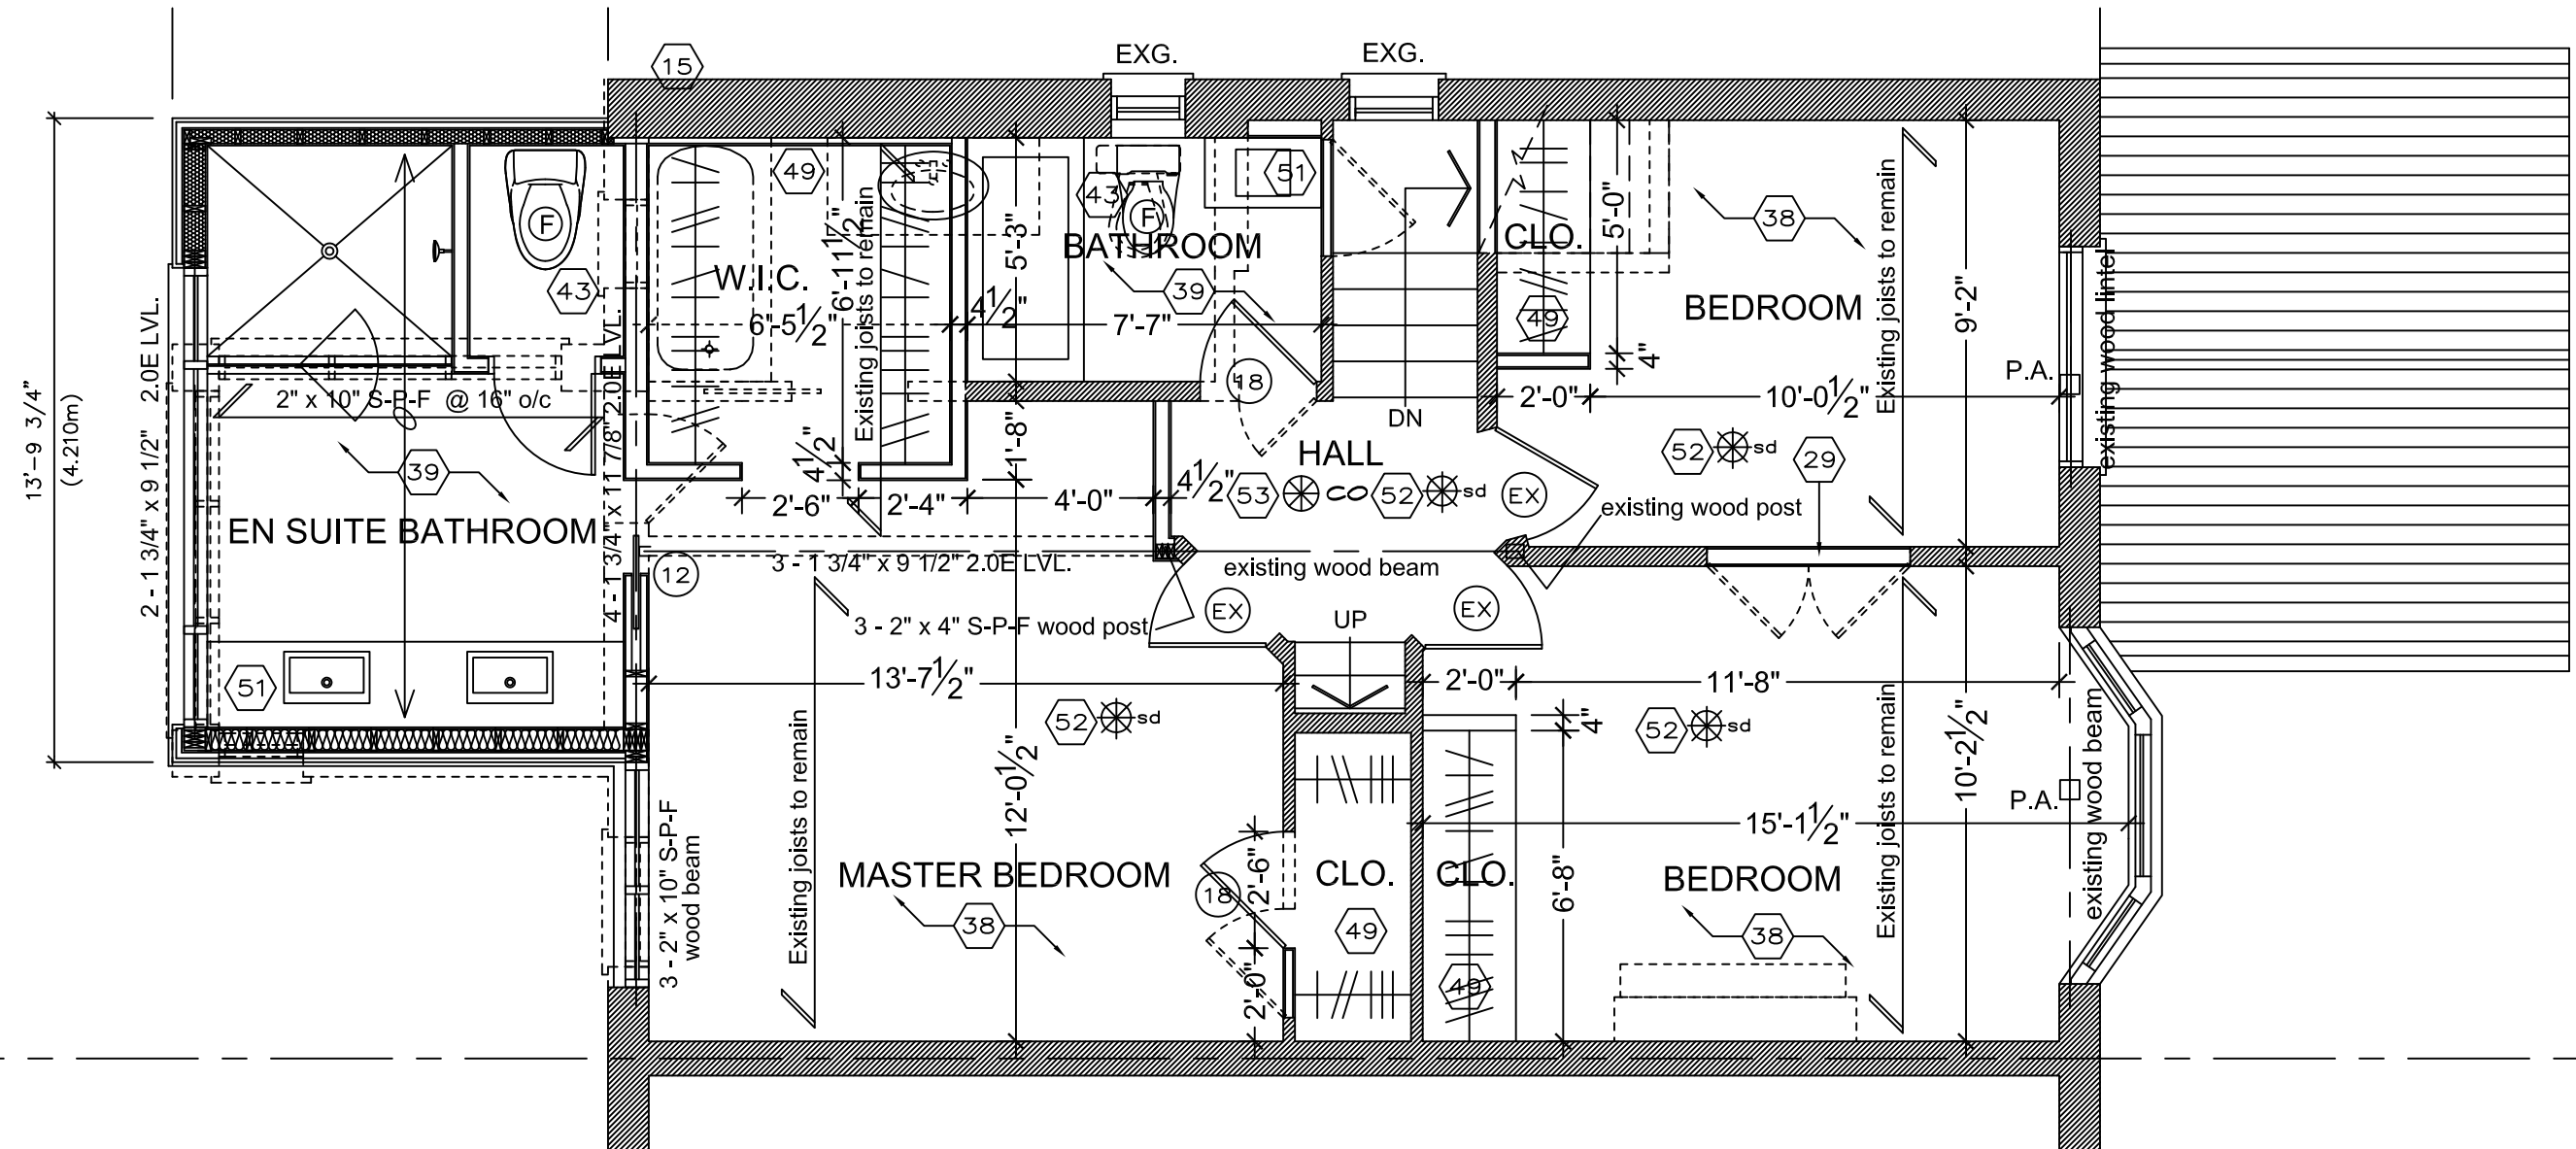 EXG.
EXG.
15
13'-9 3/4"
(4.210m)
2 - 1 3/4" x 9 1/2" 2.0E LVL.
F
43
2" x 10" S-P-F @ 16" o/c
39
EN SUITE BATHROOM
51
4 - 1 3/4" x 11 7/8" 2.0E LVL.
12
49
W.I.C.
6'-5 1/2"
6'-11 1/2"
Existing joists to remain
4 1/2"
4 1/2"
2'-6"
2'-4"
4'-0"
1'-8"
5'-3"
43
F
51
BATHROOM
39
7'-7"
18
DN
HALL
4 1/2"
53
CO
52
sd
EX
existing wood post
existing wood beam
EX
EX
UP
3 - 1 3/4" x 9 1/2" 2.0E LVL.
3 - 2" x 4" S-P-F wood post
CLO.
49
5'-0"
4"
2'-0"
10'-0 1/2"
38
BEDROOM
Existing joists to remain
9'-2"
P.A.
existing wood lintel
52
sd
29
13'-7 1/2"
52
sd
12'-0 1/2"
Existing joists to remain
3 - 2" x 10" S-P-F
wood beam
MASTER BEDROOM
38
18
2'-6"
2'-0"
CLO.
49
CLO.
49
2'-0"
11'-8"
4"
6'-8"
52
sd
15'-1 1/2"
BEDROOM
38
Existing joists to remain
10'-2 1/2"
P.A.
existing wood beam